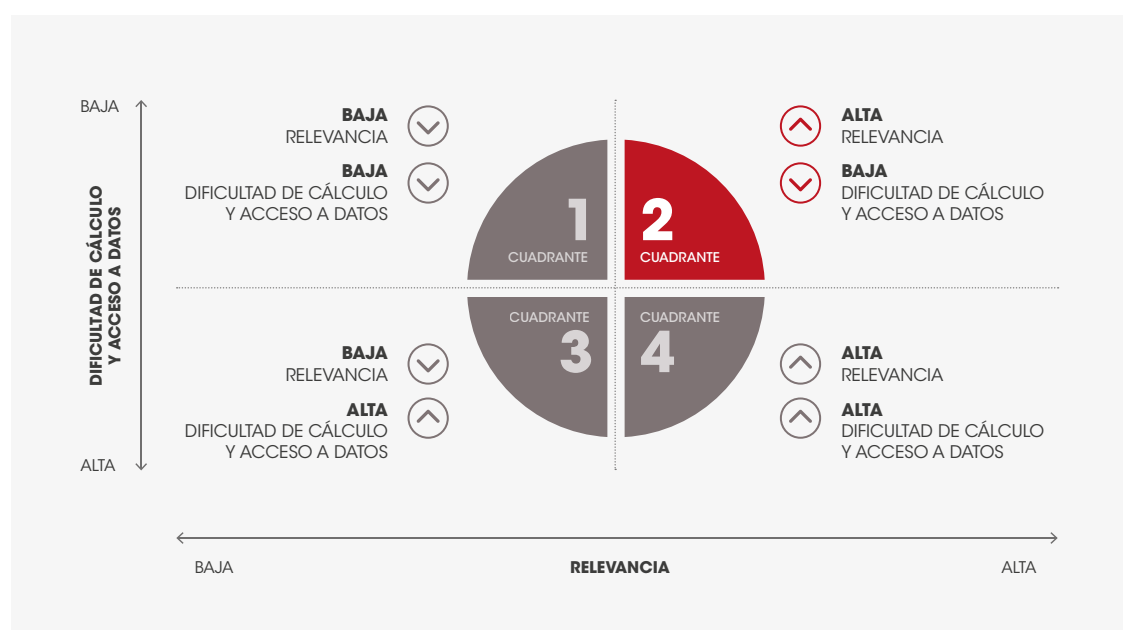 BAJA
DIFICULTAD DE CÁLCULO
Y ACCESO A DATOS
ALTA
BAJA
RELEVANCIA
BAJA
DIFICULTAD DE CÁLCULO
Y ACCESO A DATOS
1
CUADRANTE
2
CUADRANTE
ALTA
RELEVANCIA
BAJA
DIFICULTAD DE CÁLCULO
Y ACCESO A DATOS
BAJA
RELEVANCIA
ALTA
DIFICULTAD DE CÁLCULO
Y ACCESO A DATOS
CUADRANTE
3
CUADRANTE
4
ALTA
RELEVANCIA
ALTA
DIFICULTAD DE CÁLCULO
Y ACCESO A DATOS
BAJA
RELEVANCIA
ALTA